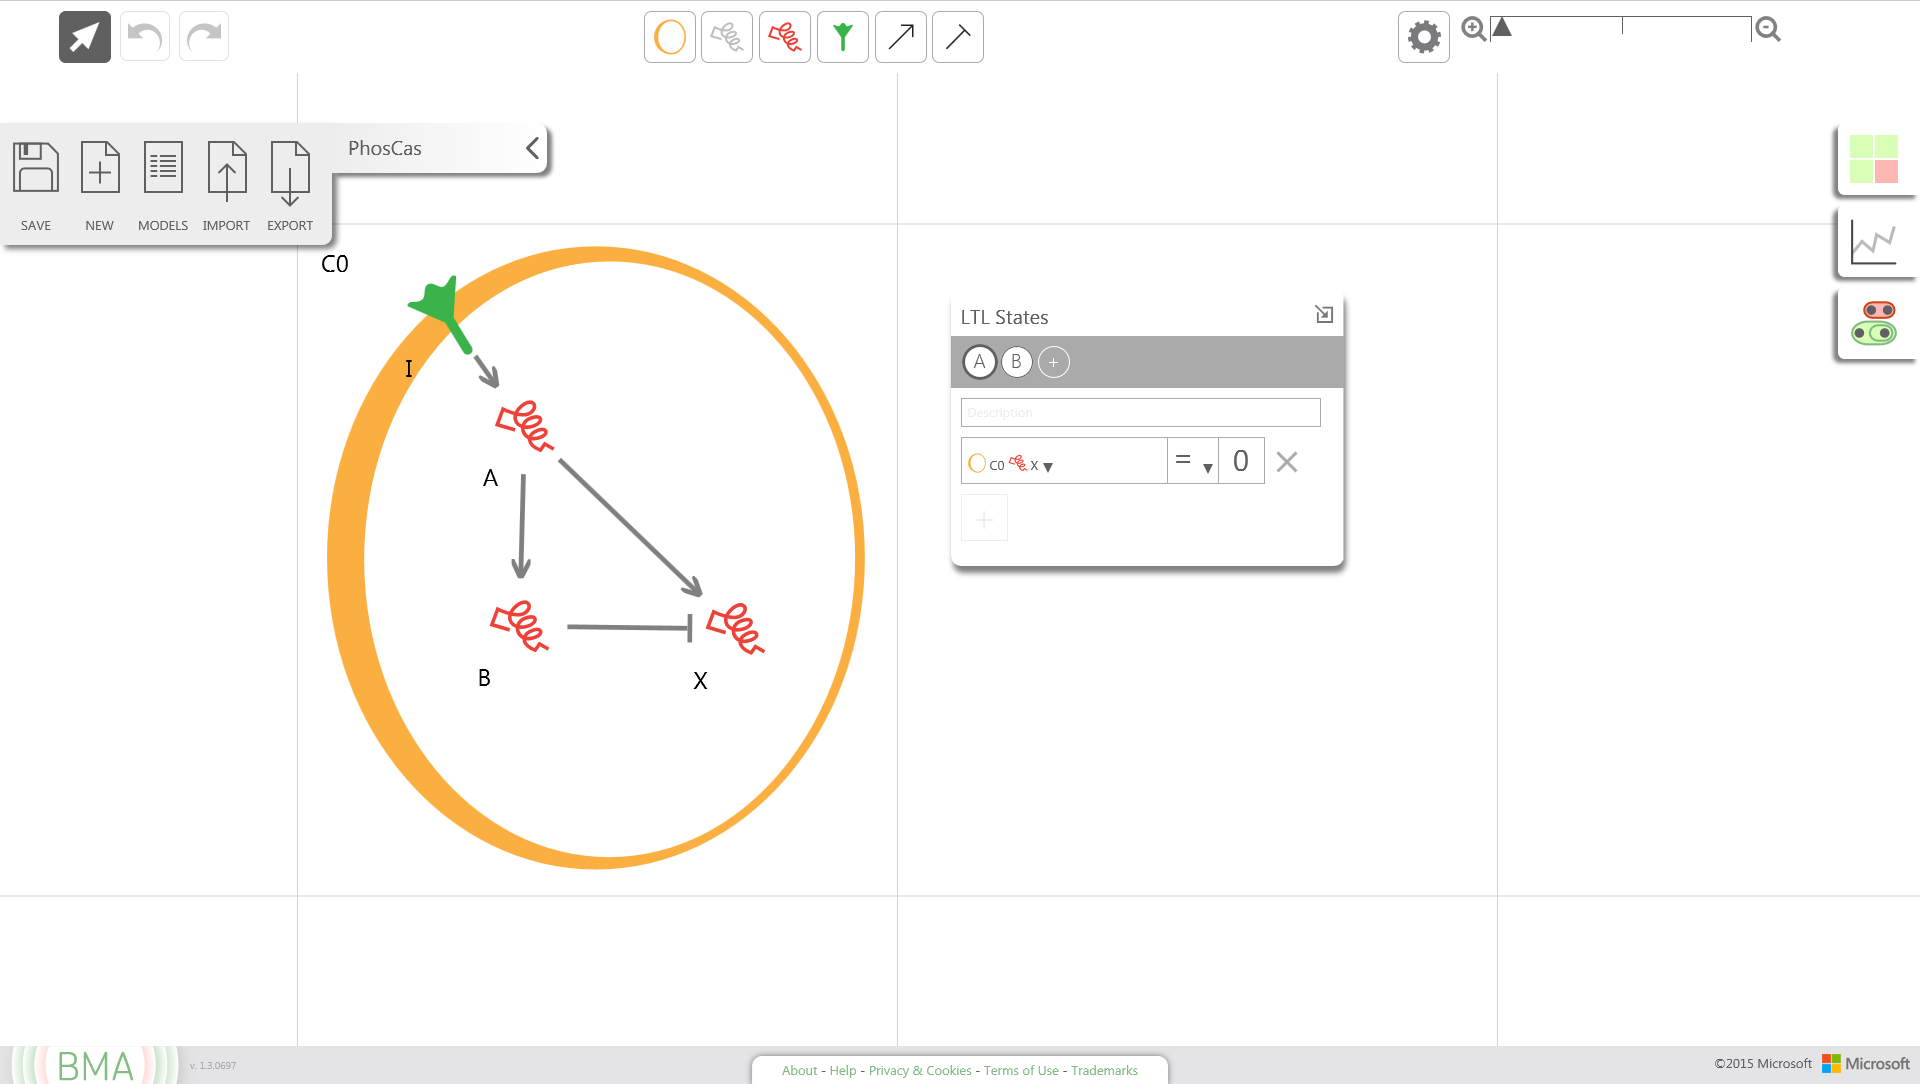 PhosCas
SAVE NEW MODELS IMPORT EXPORT
C0
I
A
B
X
LTL States
A B +
Description
C0 X = 0
BMA
v. 1.3.0697
About - Help - Privacy & Cookies - Terms of Use - Trademarks
©2015 Microsoft Microsoft